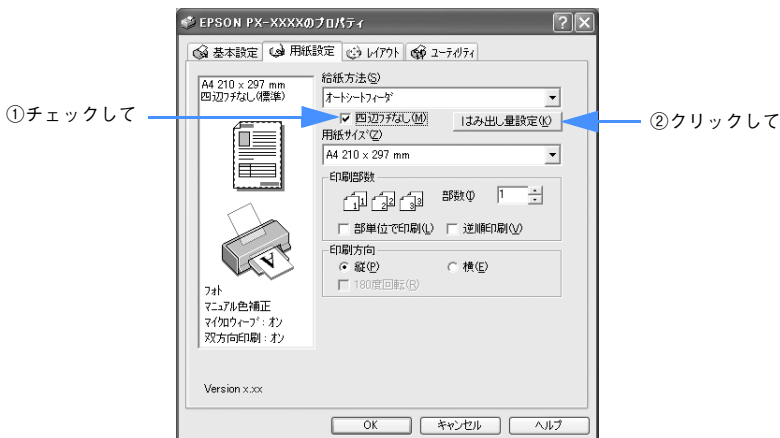 EPSON PX-XXXXのプロパティ
基本設定 用紙設定 レイアウト ユーティリティ
A4 210 x 297 mm
四辺フチなし(標準)
フォト
マニュアル色補正
マイクロウィーブ：オン
双方向印刷：オン
Version x.xx
給紙方法(S)
オートシートフィーダ
四辺フチなし(M) はみ出し量設定(K)
用紙サイズ(Z)
A4 210 x 297 mm
印刷部数
1 1 2 2 3 3 部数(I) 1
部単位で印刷(L) 逆順印刷(V)
印刷方向
縦(P) 横(E)
180度回転(R)
OK キャンセル ヘルプ
①チェックして
②クリックして